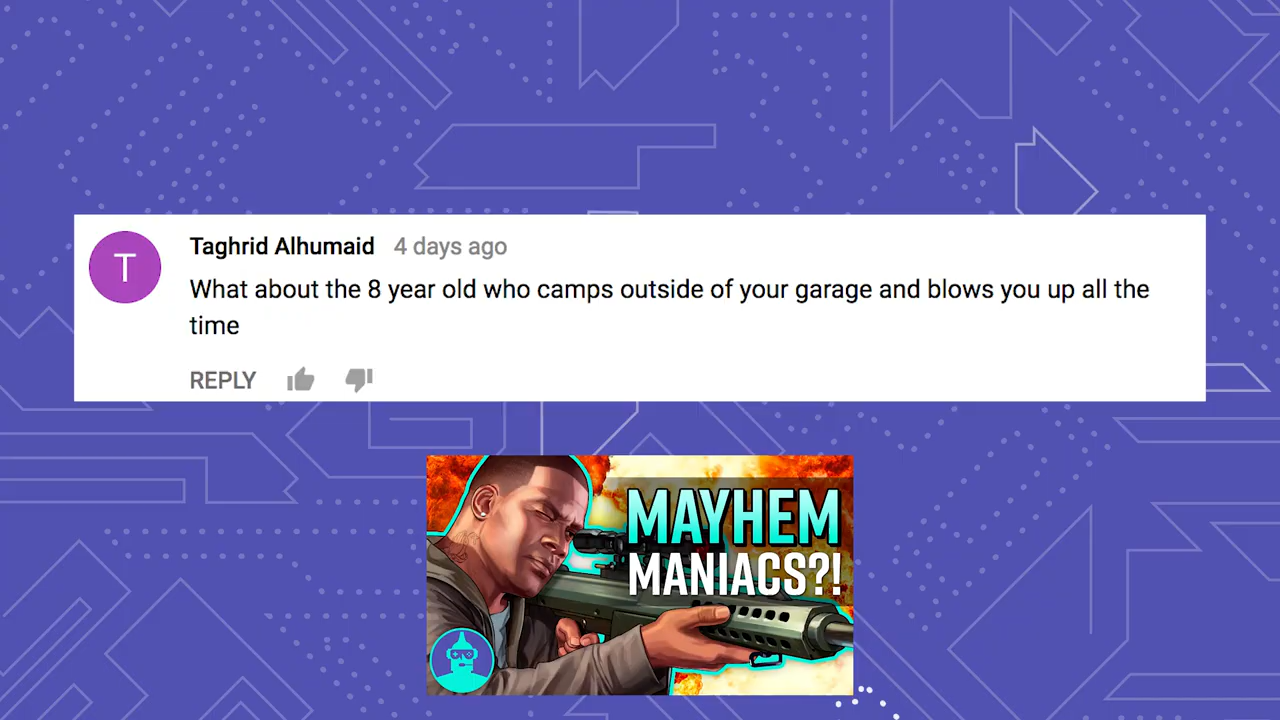 T
Taghrid Alhumaid 4 days ago
What about the 8 year old who camps outside of your garage and blows you up all the
time
REPLY
MAYHEM
MANIACS?!